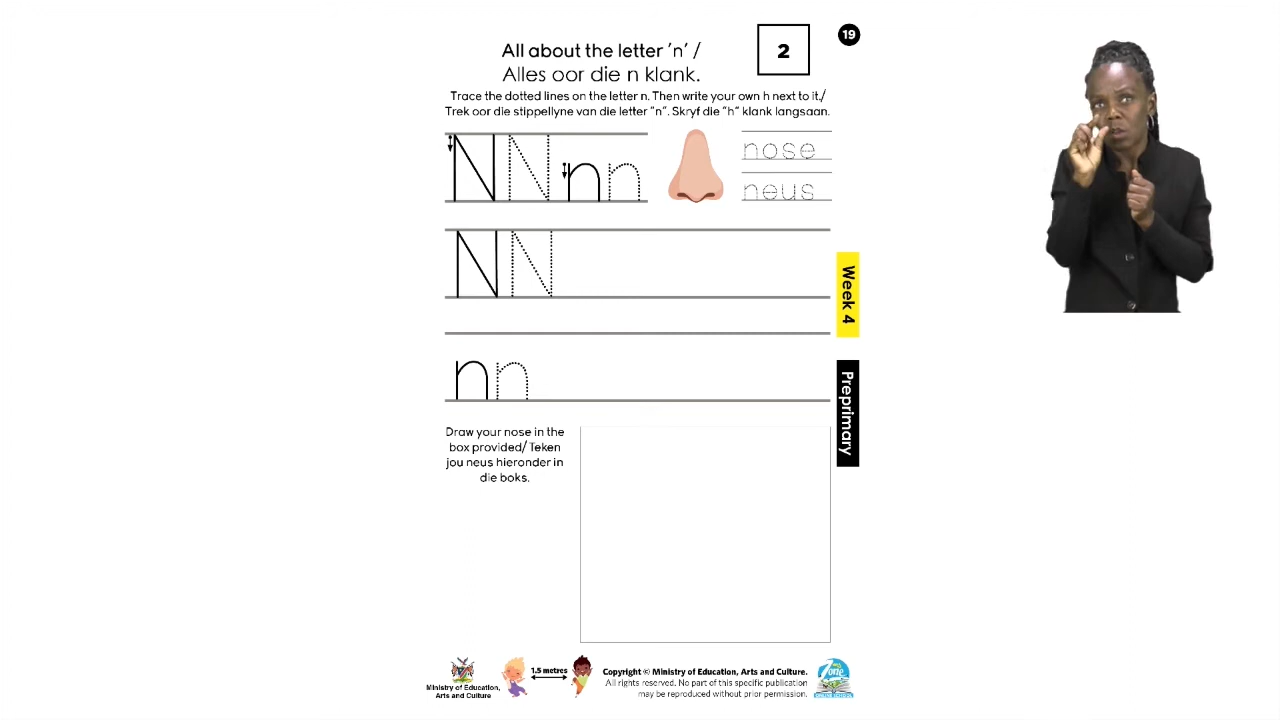 19
All about the letter 'n' /
Alles oor die n klank.
2
Trace the dotted lines on the letter n. Then write your own h next to it./
Trek oor die stippellyne van die letter "n". Skryf die "h" klank langsaan.
N N n n
nose
neus
N N
n n
Week 4
Preprimary
Draw your nose in the
box provided/ Teken
jou neus hieronder in
die boks.
Ministry of Education,
Arts and Culture
1.5 metres
Copyright © Ministry of Education, Arts and Culture.
All rights reserved. No part of this specific publication
may be reproduced without prior permission.